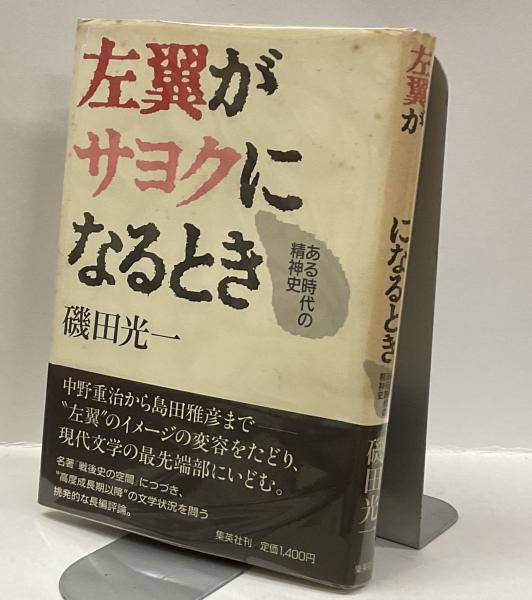 左翼が
サヨクに
なるとき
ある時代の
精神史
磯田光一
中野重治から島田雅彦まで――
“左翼”のイメージの変容をたどり、
現代文学の最先端部にいどむ。
名著『戦後史の空間』につづき、
“高度成長期以降”の文学状況を問う
挑発的な長編評論。
集英社刊/定価1,400円
左翼が
になるとき
磯田光一